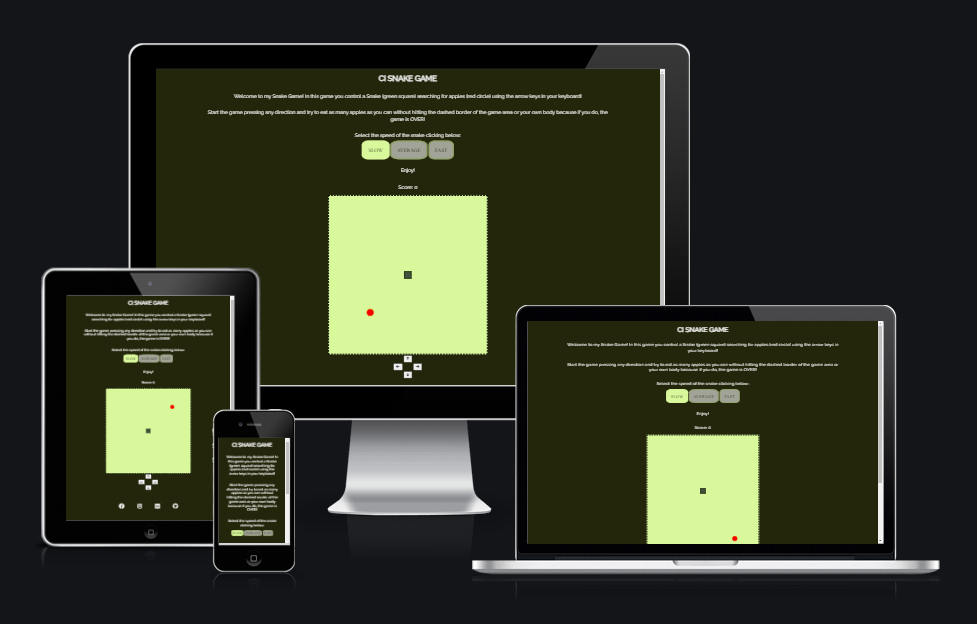 CI SNAKE GAME
Welcome to my Snake Game! In this game you control a Snake (green square) searching for apples (red circle) using the arrow keys in your keyboard!
Start the game pressing any direction and try to eat as many apples as you can without hitting the dashed border of the game area or your own body because if you do, the
game is OVER!
Select the speed of the snake clicking below:
SLOW AVERAGE FAST
Enjoy!
Score: 0
CI SNAKE GAME
Welcome to my Snake Game! In this game you control a Snake (green square)
searching for apples (red circle) using the arrow keys in your keyboard!
Start the game pressing any direction and try to eat as many apples as you can
without hitting the dashed border of the game area or your own body because if
you do, the game is OVER!
Select the speed of the snake clicking below:
SLOW AVERAGE FAST
Enjoy!
Score: 0
CI SNAKE GAME
Welcome to my Snake Game! In
this game you control a Snake
(green square) searching for
apples (red circle) using the
arrow keys in your keyboard!
Start the game pressing any
direction and try to eat as many
apples as you can without
hitting the dashed border of the
game area or your own body
because if you do, the game is
OVER!
Select the speed of the snake
clicking below:
SLOW AVERAGE FAST
CI SNAKE GAME
Welcome to my Snake Game! In this game you control a Snake (green square) searching for apples (red circle) using the arrow keys in
your keyboard!
Start the game pressing any direction and try to eat as many apples as you can without hitting the dashed border of the game area or
your own body because if you do, the game is OVER!
Select the speed of the snake clicking below:
SLOW AVERAGE FAST
Enjoy!
Score: 0